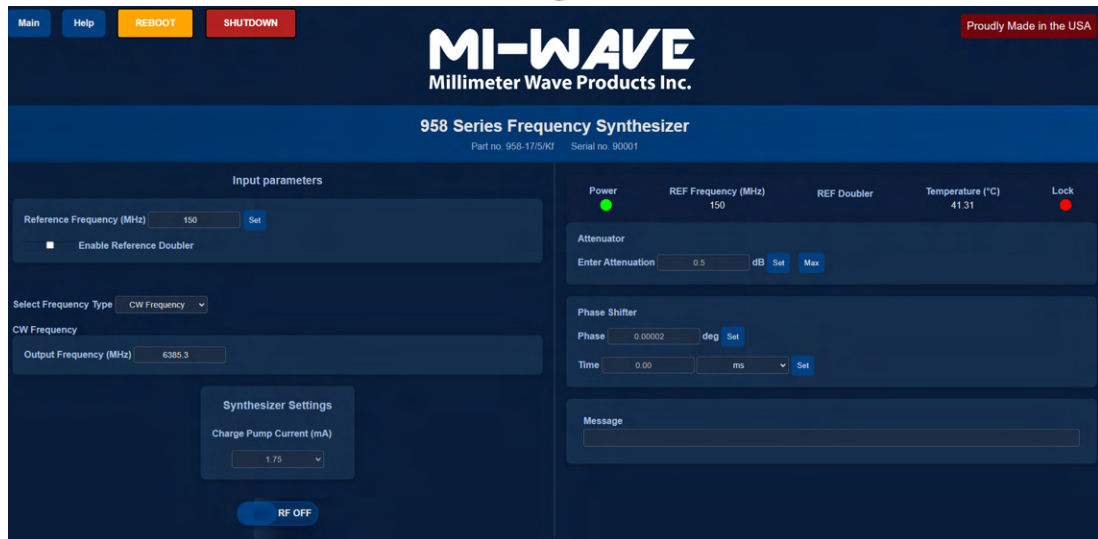 Main Help REBOOT SHUTDOWN
MI-WAVE
Millimeter Wave Products Inc.
Proudly Made in the USA
958 Series Frequency Synthesizer
Part no. 958-17/5/Kf Serial no. 90001
Input parameters
Reference Frequency (MHz) 150 Set
Enable Reference Doubler
Select Frequency Type CW Frequency
CW Frequency
Output Frequency (MHz) 6385.3
Synthesizer Settings
Charge Pump Current (mA)
1.75
RF OFF
Power REF Frequency (MHz) REF Doubler Temperature (°C) Lock
150 41.31
Attenuator
Enter Attenuation 0.5 dB Set Max
Phase Shifter
Phase 0.00002 deg Set
Time 0.00 ms Set
Message